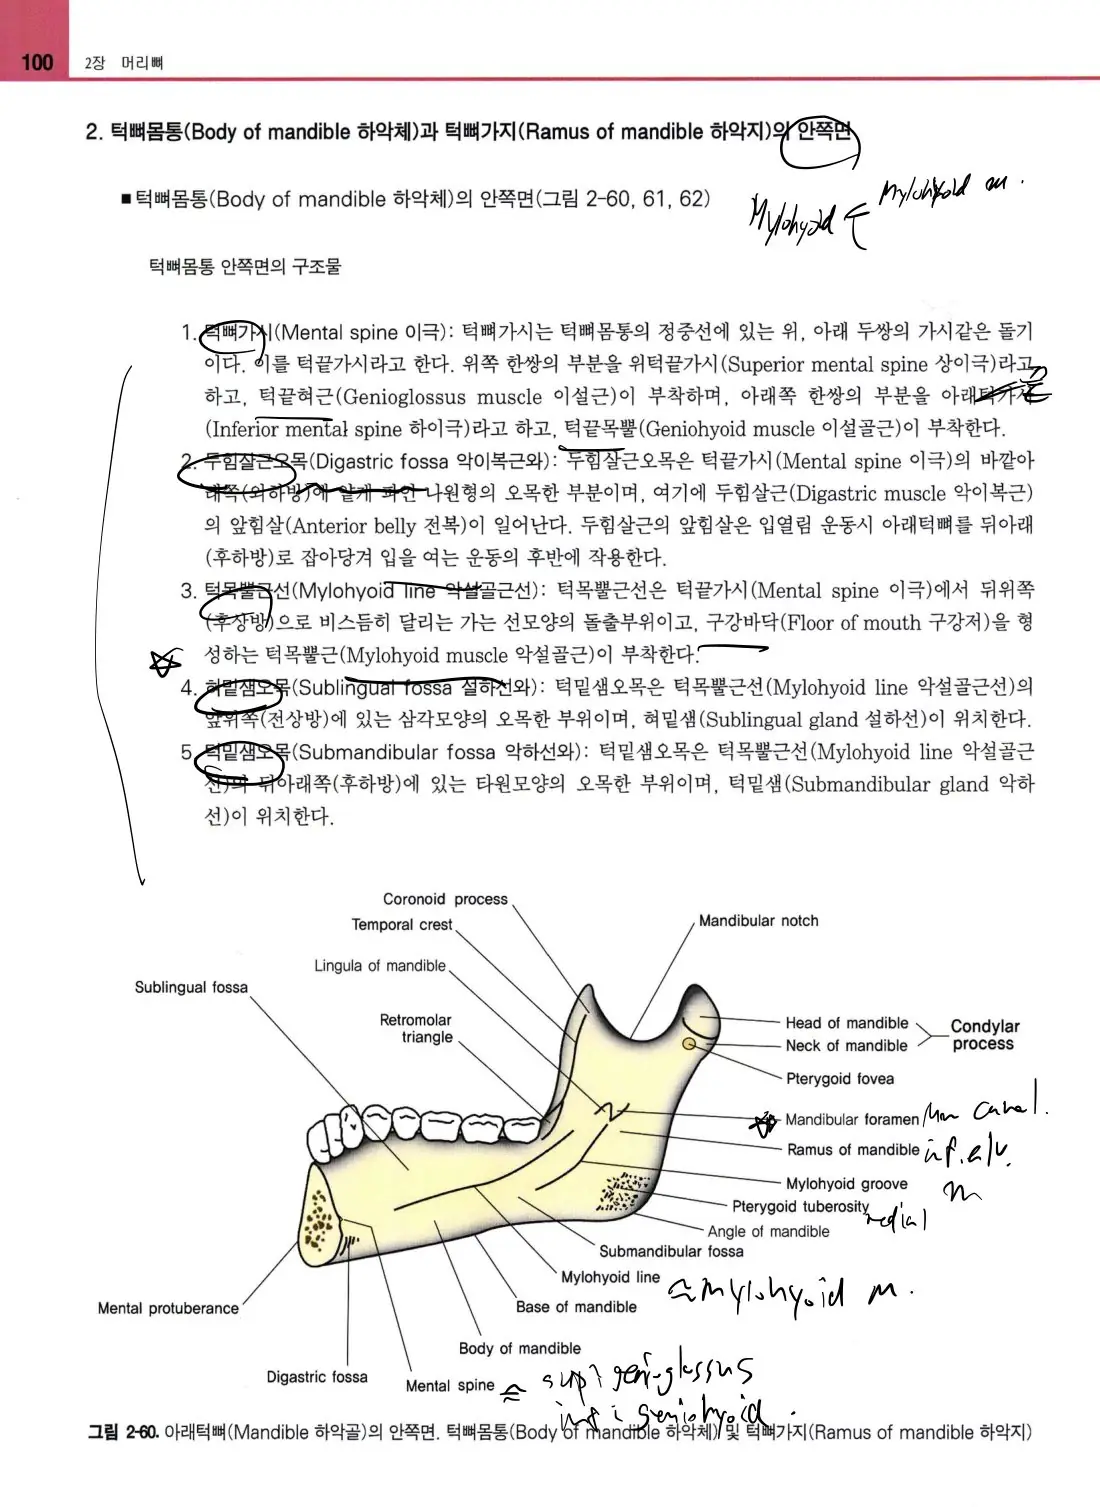 100 2장 머리뼈
2. 턱뼈몸통(Body of mandible 하악체)과 턱뼈가지(Ramus of mandible 하악지)의 안쪽면
■ 턱뼈몸통(Body of mandible 하악체)의 안쪽면(그림 2-60, 61, 62)
Mylohyoid m.
Mylohyoid
턱뼈몸통 안쪽면의 구조물
1. 턱뼈가시(Mental spine 이극): 턱뼈가시는 턱뼈몸통의 정중선에 있는 위, 아래 두쌍의 가시같은 돌기
이다. 이를 턱끝가시라고 한다. 위쪽 한쌍의 부분을 위턱끝가시(Superior mental spine 상이극)라고
하고, 턱끝혀근(Genioglossus muscle 이설근)이 부착하며, 아래쪽 한쌍의 부분을 아래턱가시
(Inferior mental spine 하이극)라고 하고, 턱끝목뿔(Geniohyoid muscle 이설골근)이 부착한다.
2. 두힘살근오목(Digastric fossa 악이복근와): 두힘살근오목은 턱끝가시(Mental spine 이극)의 바깥아
래쪽(외하방)에 얕게 파인 나원형의 오목한 부분이며, 여기에 두힘살근(Digastric muscle 악이복근)
의 앞힘살(Anterior belly 전복)이 일어난다. 두힘살근의 앞힘살은 입열림 운동시 아래턱뼈를 뒤아래
(후하방)로 잡아당겨 입을 여는 운동의 후반에 작용한다.
3. 턱목뿔근선(Mylohyoid line 악설골근선): 턱목뿔근선은 턱끝가시(Mental spine 이극)에서 뒤위쪽
(후상방)으로 비스듬히 달리는 가는 선모양의 돌출부위이고, 구강바닥(Floor of mouth 구강저)을 형
성하는 턱목뿔근(Mylohyoid muscle 악설골근)이 부착한다.
4. 혀밑샘오목(Sublingual fossa 설하선와): 턱밑샘오목은 턱목뿔근선(Mylohyoid line 악설골근선)의
앞위쪽(전상방)에 있는 삼각모양의 오목한 부위이며, 혀밑샘(Sublingual gland 설하선)이 위치한다.
5. 턱밑샘오목(Submandibular fossa 악하선와): 턱밑샘오목은 턱목뿔근선(Mylohyoid line 악설골근
선)의 뒤아래쪽(후하방)에 있는 타원모양의 오목한 부위이며, 턱밑샘(Submandibular gland 악하
선)이 위치한다.
Coronoid process
Temporal crest
Mandibular notch
Lingula of mandible
Sublingual fossa
Retromolar
triangle
Head of mandible
Neck of mandible
Condylar
process
Pterygoid fovea
Mandibular foramen canal.
Ramus of mandible inf. alv.
Mylohyoid groove n
Pterygoid tuberosity medial
Angle of mandible
Submandibular fossa
Mylohyoid line mylohyoid m.
Base of mandible
Mental protuberance
Body of mandible
Digastric fossa
Mental spine sup: genioglossus
inf: geniohyoid.
그림 2-60. 아래턱뼈(Mandible 하악골)의 안쪽면. 턱뼈몸통(Body of mandible 하악체) 및 턱뼈가지(Ramus of mandible 하악지)